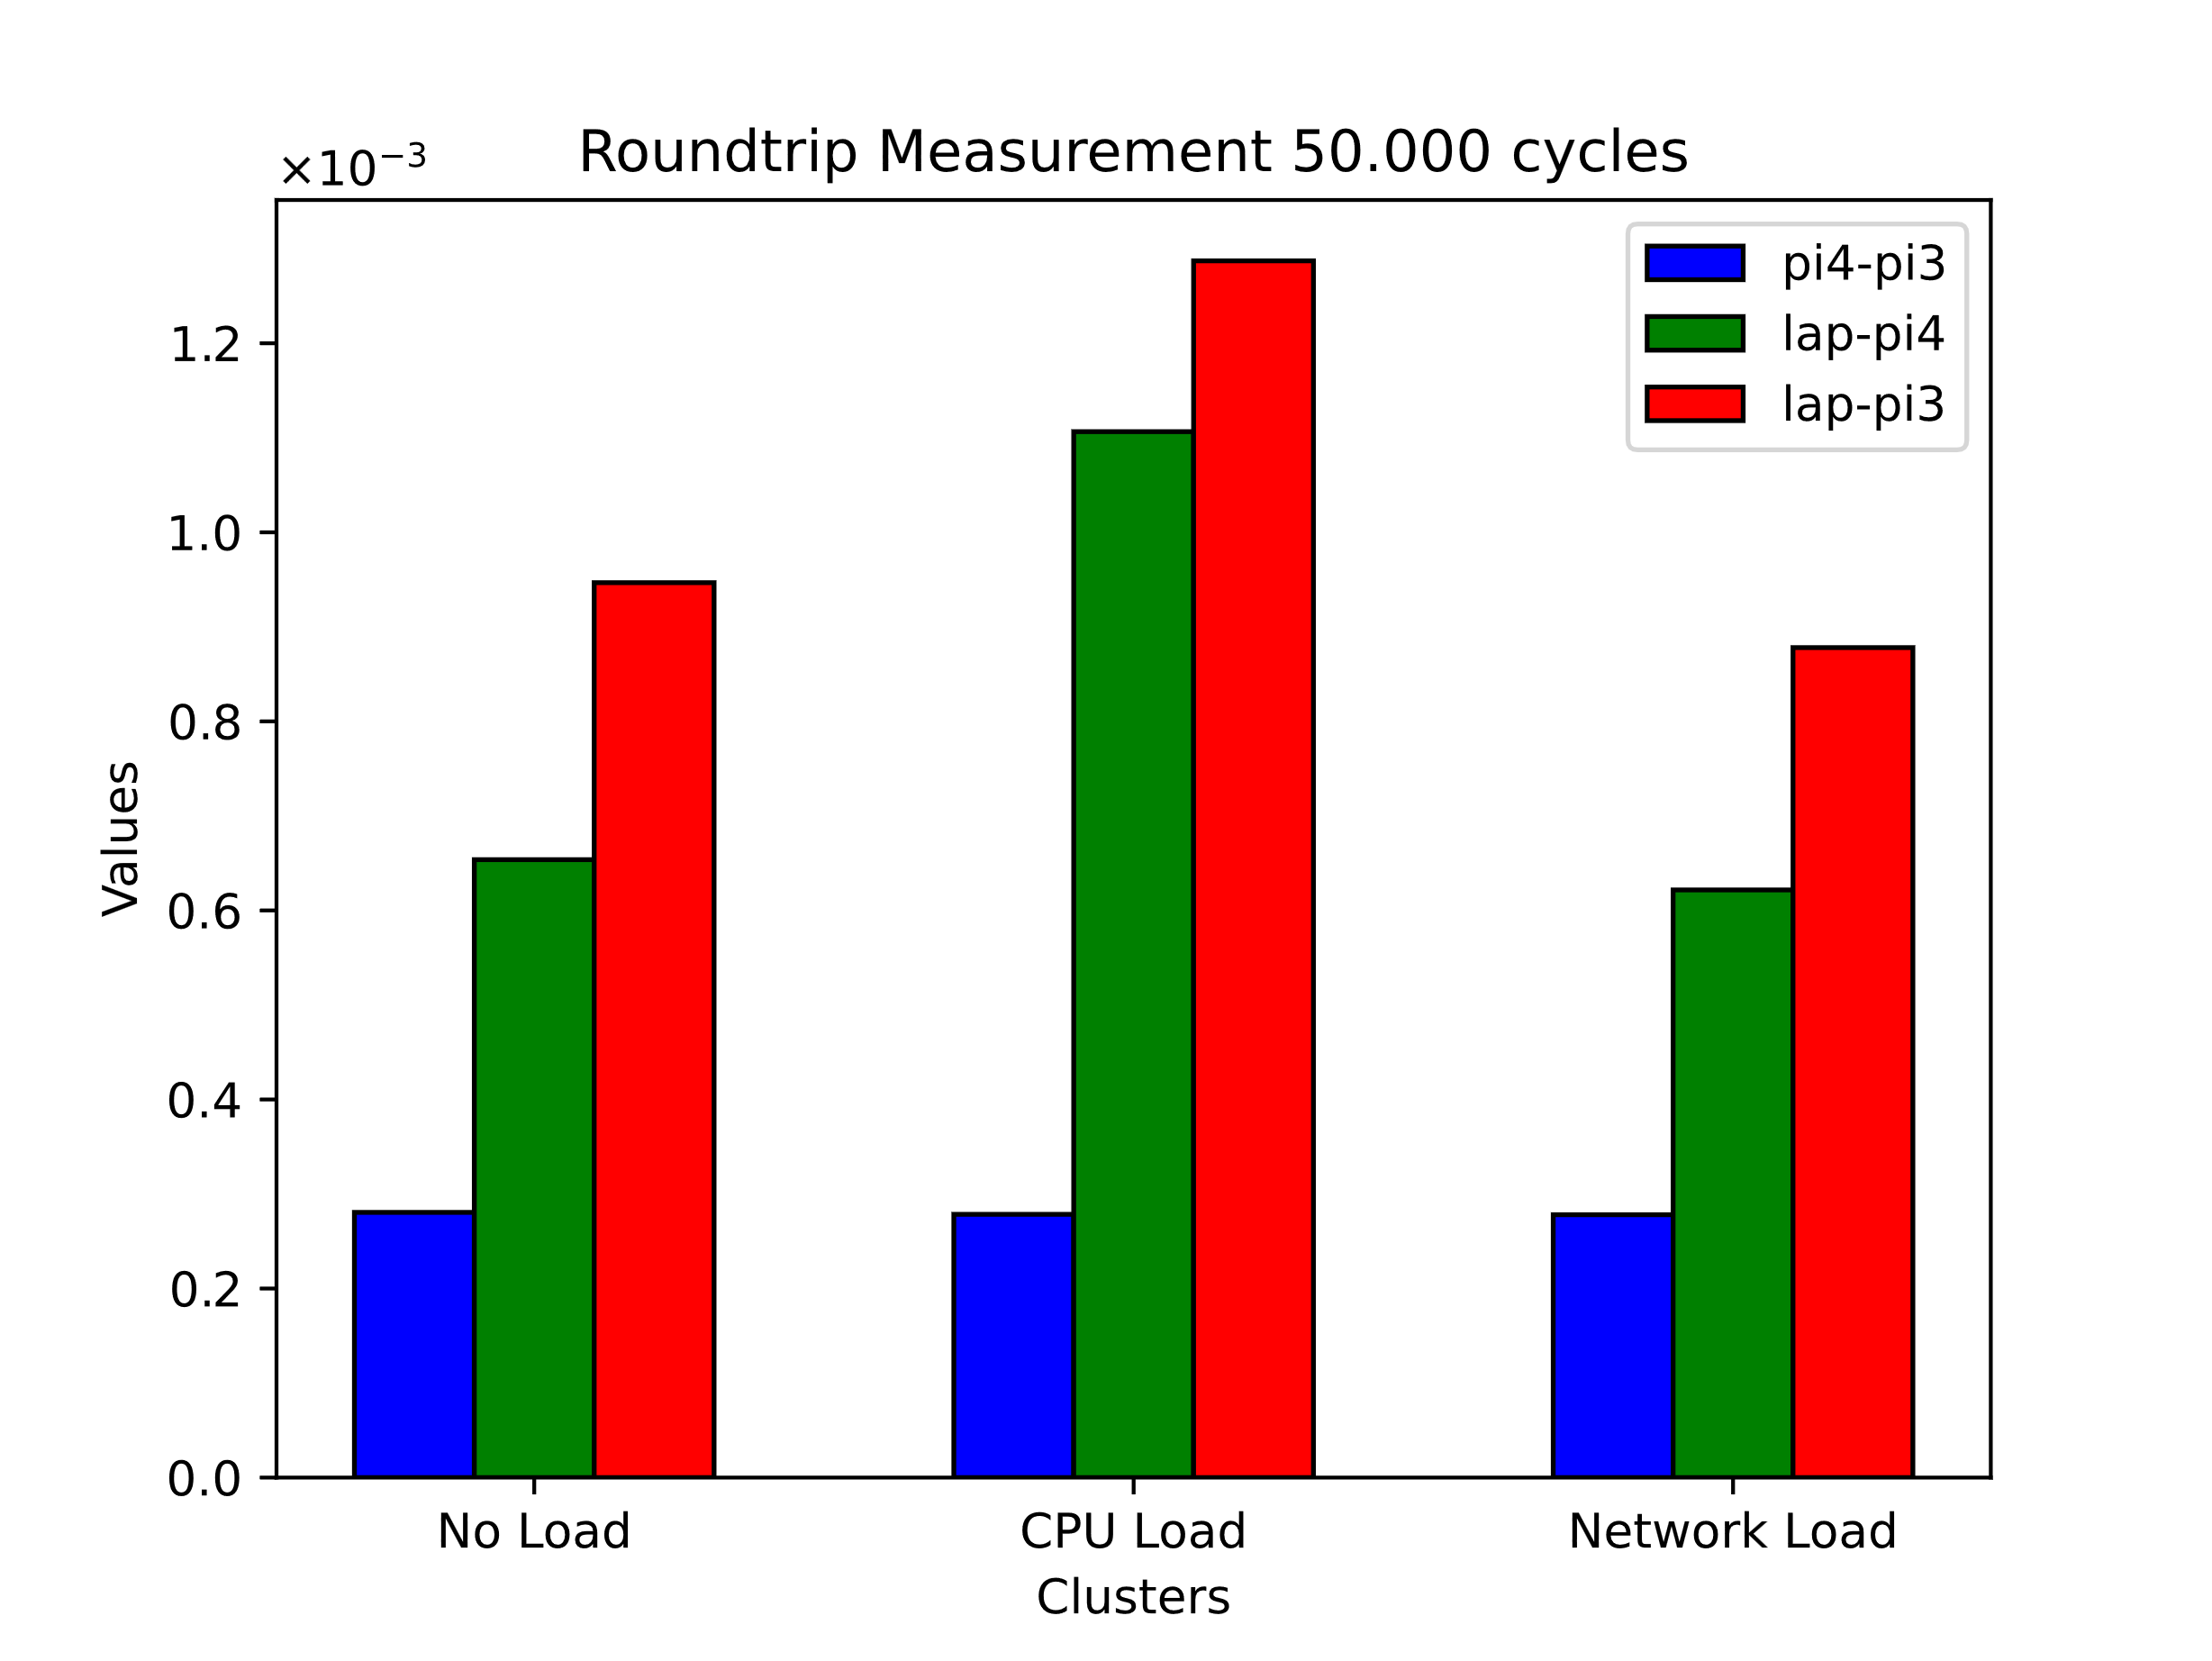 Roundtrip Measurement 50.000 cycles
×10⁻³
pi4-pi3
lap-pi4
lap-pi3
1.2
1.0
0.8
0.6
0.4
0.2
0.0
Values
No Load
CPU Load
Network Load
Clusters